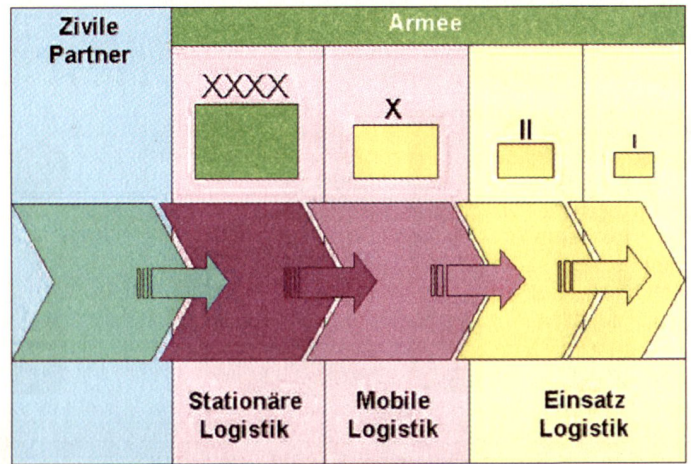 Zivile
Partner
Armee
XXXX
X
II
I
Stationäre
Logistik
Mobile
Logistik
Einsatz
Logistik